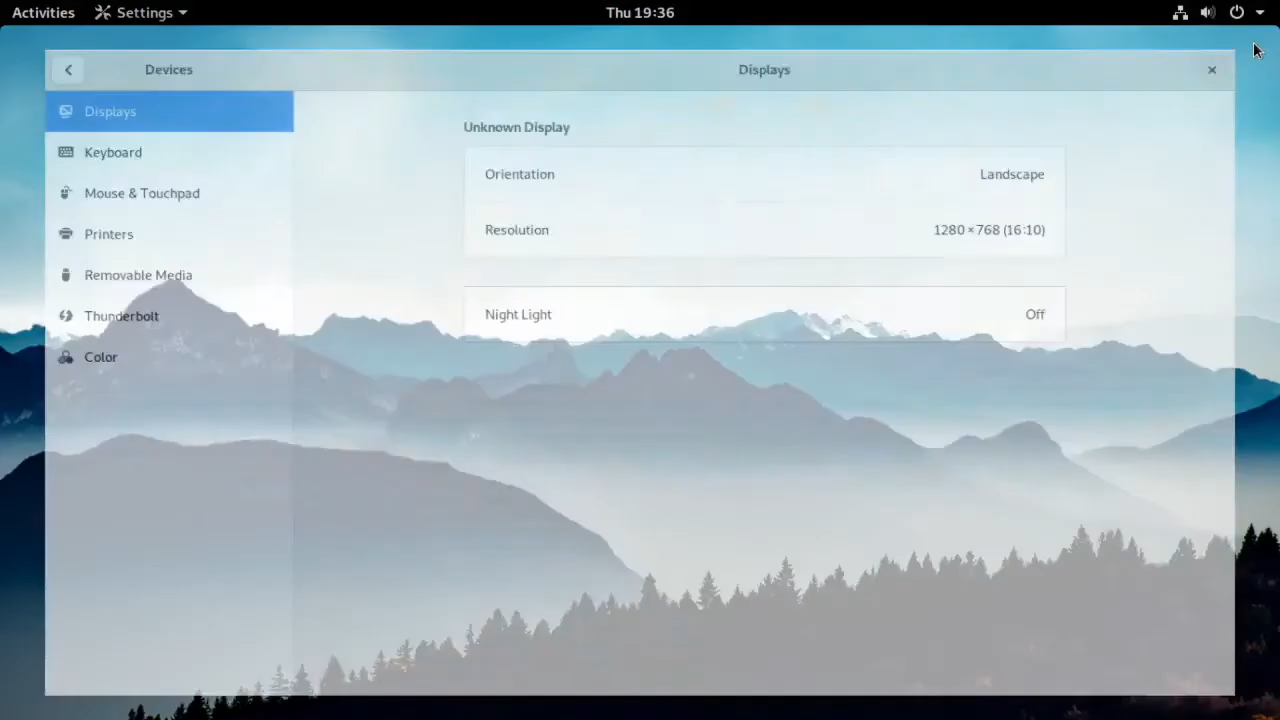 Activities Settings Thu 19:36
Devices Displays
Displays
Keyboard
Mouse & Touchpad
Printers
Removable Media
Thunderbolt
Color
Unknown Display
Orientation Landscape
Resolution 1280 × 768 (16:10)
Night Light Off